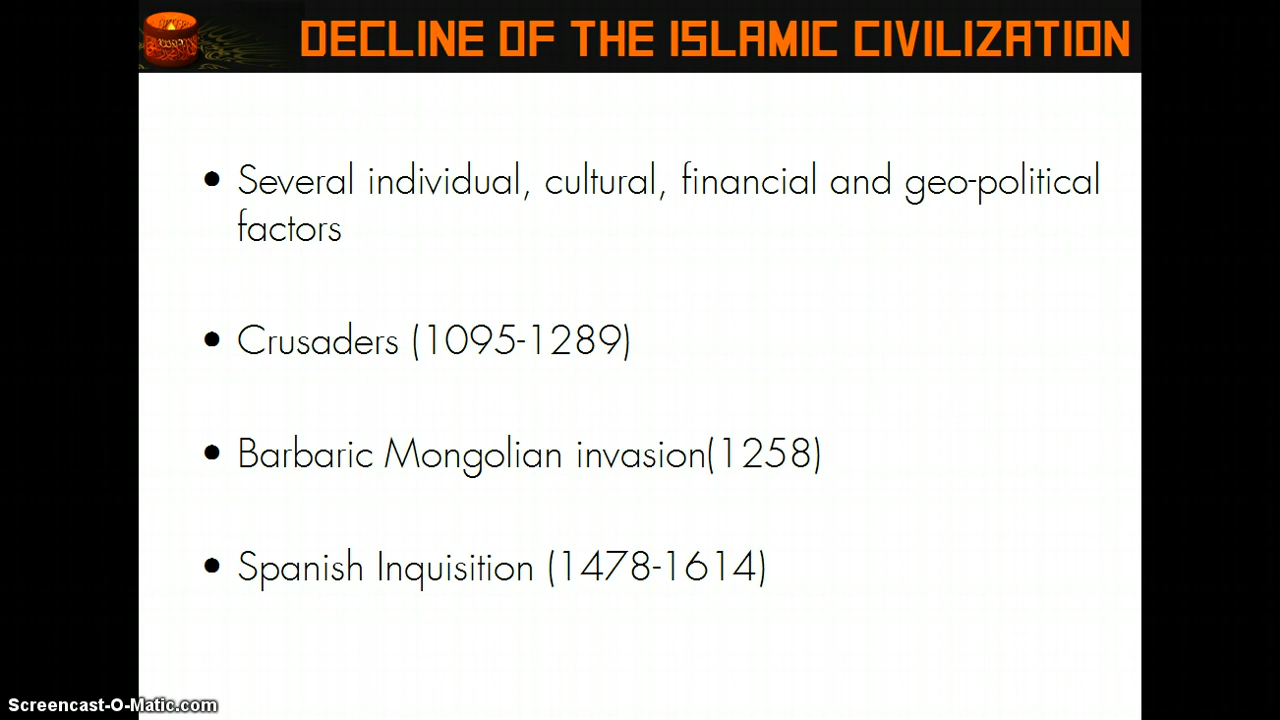 DECLINE OF THE ISLAMIC CIVILIZATION
• Several individual, cultural, financial and geo-political
factors
• Crusaders (1095-1289)
• Barbaric Mongolian invasion(1258)
• Spanish Inquisition (1478-1614)
Screencast-O-Matic.com